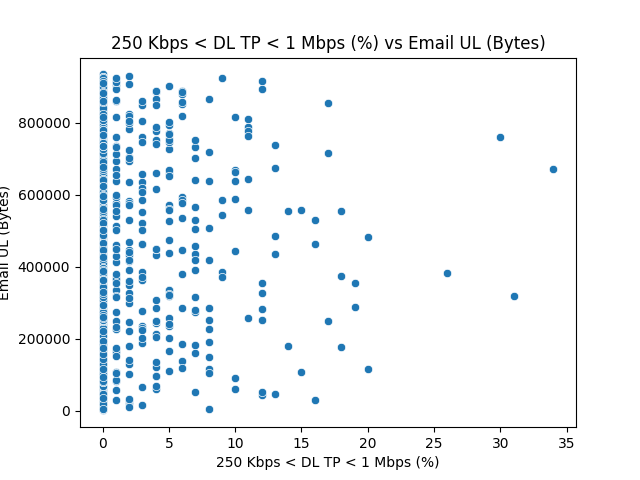 250 Kbps < DL TP < 1 Mbps (%) vs Email UL (Bytes)
Email UL (Bytes)
800000
600000
400000
200000
0
0 5 10 15 20 25 30 35
250 Kbps < DL TP < 1 Mbps (%)